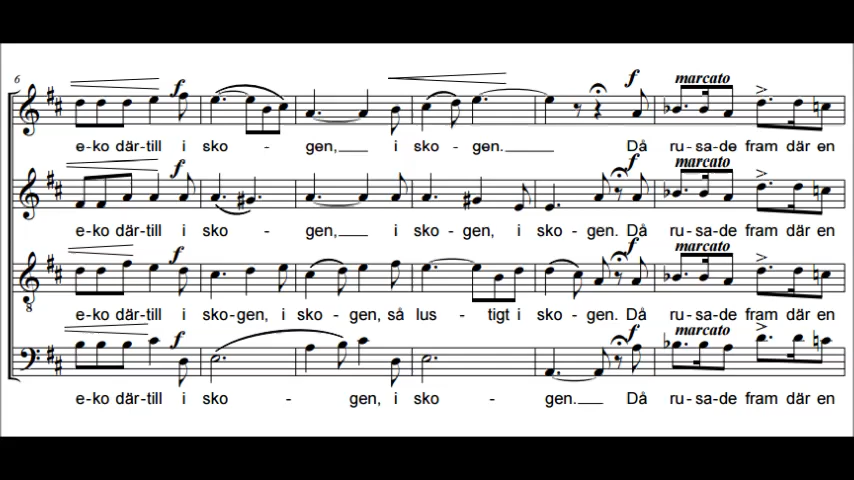 6
f
f
marcato
e-ko där-till i sko - gen, i sko - gen. Då ru-sa-de fram där en
f
f
marcato
e-ko där-till i sko - gen, i sko - gen, i sko - gen. Då ru-sa-de fram där en
f
f
marcato
e-ko där-till i sko-gen, i sko - gen, så lus - tigt i sko - gen. Då ru-sa-de fram där en
8
f
f
marcato
e-ko där-till i sko - gen, i sko - gen. Då ru-sa-de fram där en